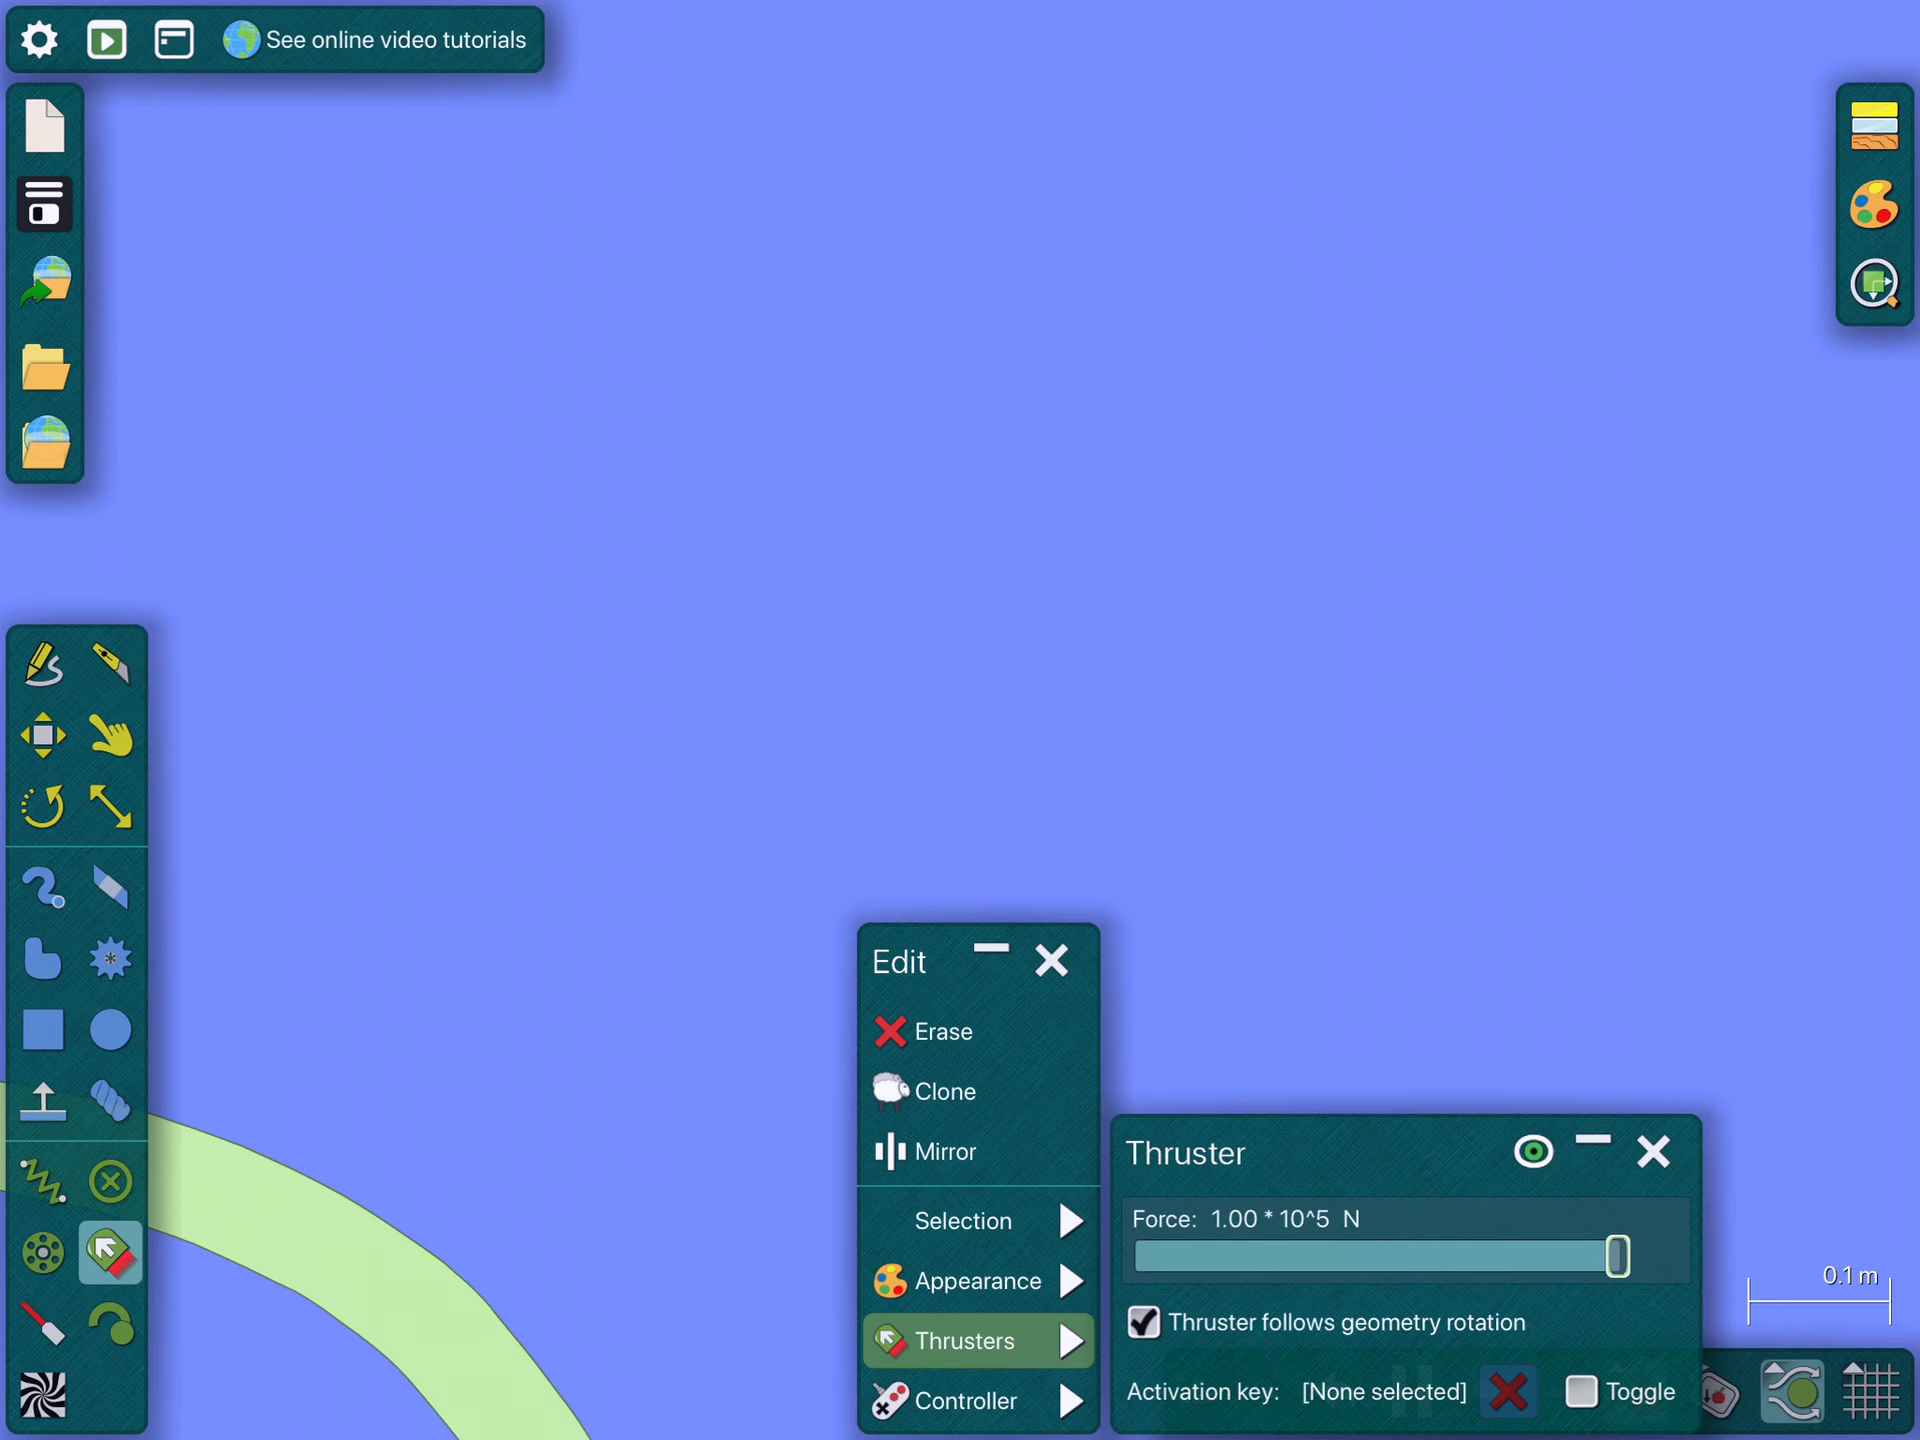 See online video tutorials
Edit
Erase
Clone
Mirror
Selection
Appearance
Thrusters
Controller
Thruster
Force: 1.00 * 10^5 N
Thruster follows geometry rotation
Activation key: [None selected] Toggle
0.1 m